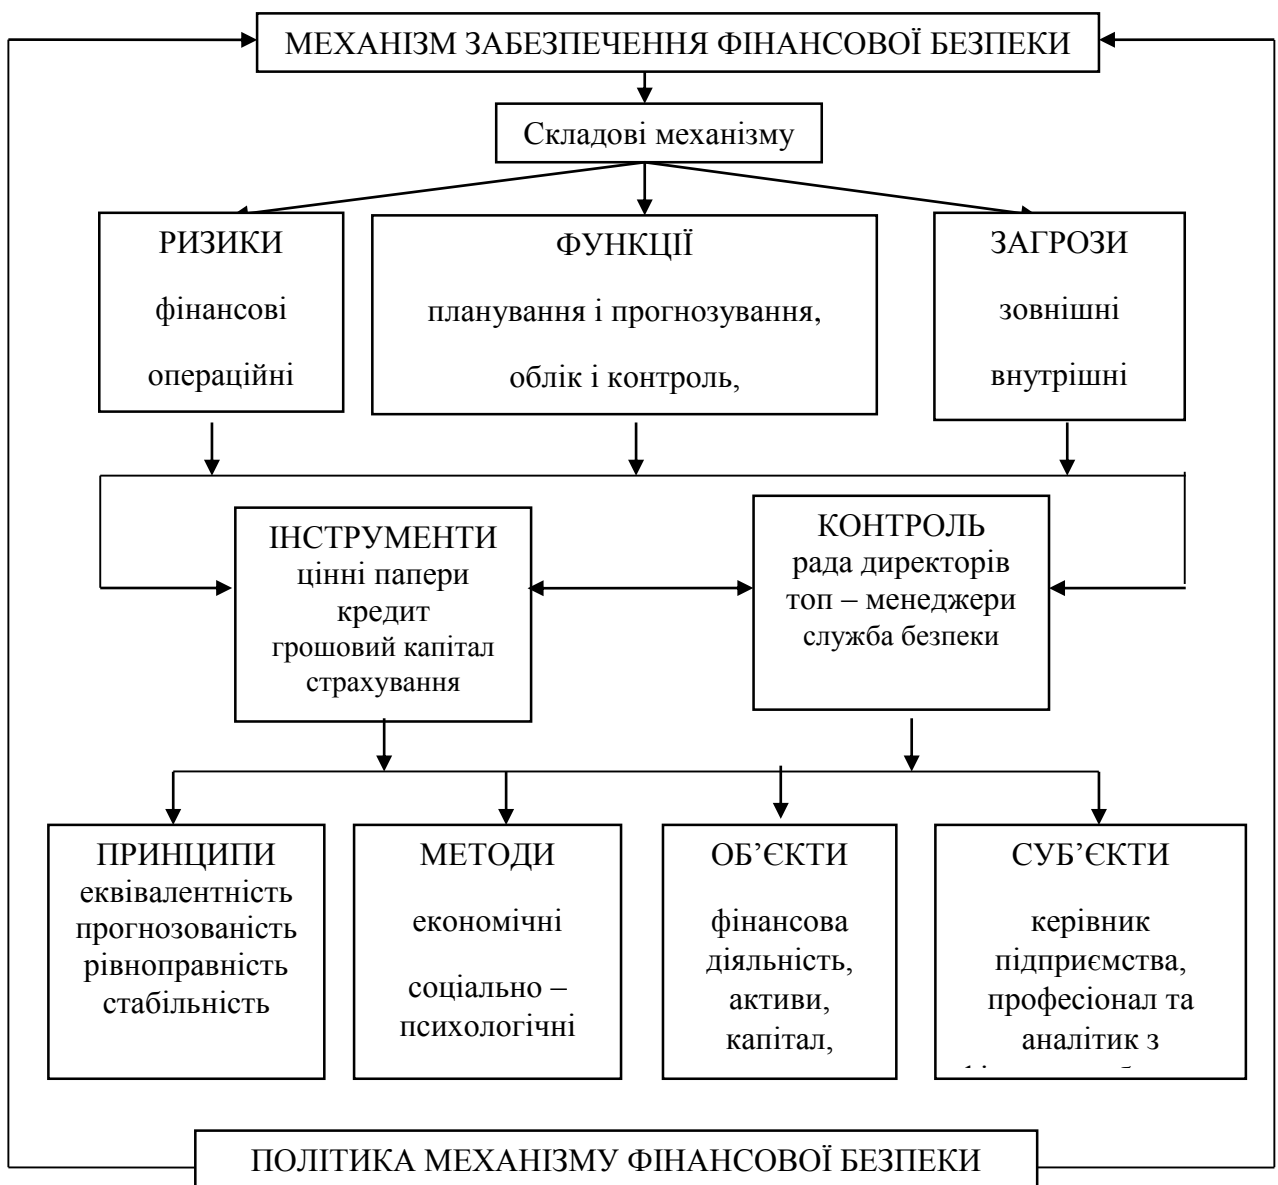 МЕХАНІЗМ ЗАБЕЗПЕЧЕННЯ ФІНАНСОВОЇ БЕЗПЕКИ
Складові механізму
РИЗИКИ
фінансові
операційні
ФУНКЦІЇ
планування і прогнозування,
облік і контроль,
ЗАГРОЗИ
зовнішні
внутрішні
ІНСТРУМЕНТИ
цінні папери
кредит
грошовий капітал
страхування
КОНТРОЛЬ
рада директорів
топ – менеджери
служба безпеки
ПРИНЦИПИ
еквівалентність
прогнозованість
рівноправність
стабільність
МЕТОДИ
економічні
соціально –
психологічні
ОБ’ЄКТИ
фінансова
діяльність,
активи,
капітал,
СУБ’ЄКТИ
керівник
підприємства,
професіонал та
аналітик з
ПОЛІТИКА МЕХАНІЗМУ ФІНАНСОВОЇ БЕЗПЕКИ